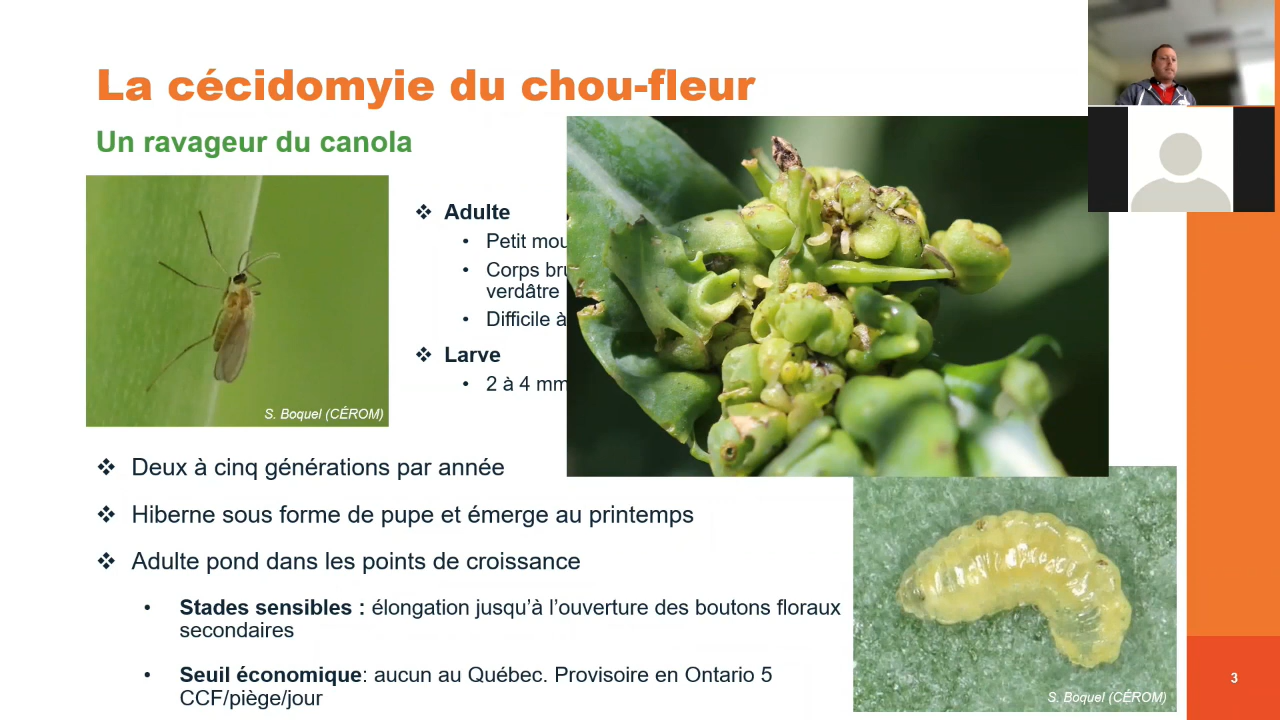 La cécidomyie du chou-fleur
Un ravageur du canola
❖ Adulte
• Petit
• Corps
verdâtre
• Difficile à
❖ Larve
• 2 à 4 mm
S. Boquel (CÉROM)
❖ Deux à cinq générations par année
❖ Hiberne sous forme de pupe et émerge au printemps
❖ Adulte pond dans les points de croissance
• Stades sensibles : élongation jusqu’à l’ouverture des boutons floraux
secondaires
• Seuil économique: aucun au Québec. Provisoire en Ontario 5
CCF/piège/jour
S. Boquel (CÉROM)
3